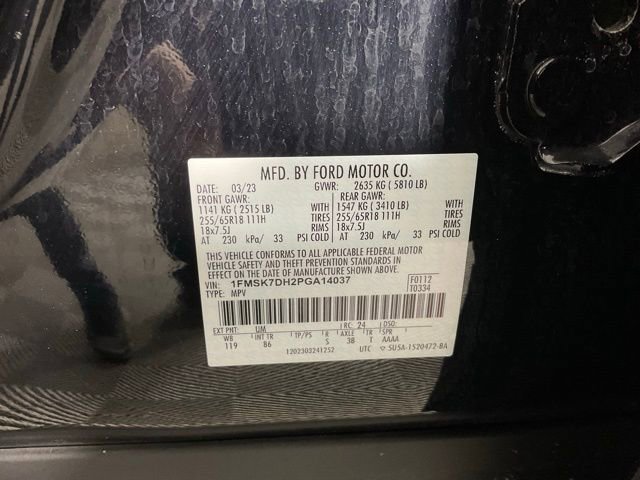 MFD. BY FORD MOTOR CO.
DATE: 03/23 GVWR: 2635 KG ( 5810 LB)
FRONT GAWR: REAR GAWR:
1141 KG ( 2515 LB) WITH 1547 KG ( 3410 LB) WITH
255/65R18 111H TIRES 255/65R18 111H TIRES
18x7.5J RIMS 18x7.5J RIMS
AT 230 kPa/ 33 PSI COLD AT 230 kPa/ 33 PSI COLD
THIS VEHICLE CONFORMS TO ALL APPLICABLE FEDERAL MOTOR
VEHICLE SAFETY AND THEFT PREVENTION STANDARDS IN EFFECT ON
THE DATE OF MANUFACTURE SHOWN ABOVE.
VIN: 1FMSK7DH2PGA14037 F0112
TYPE: MPV T0334
EXT PNT: UM RC: 24 DSO:
WB INT TR TP/PS R AXLE TR SPR
119 86 S 38 T AAAA
1202303241252 UTC 5U5A-1520472-BA